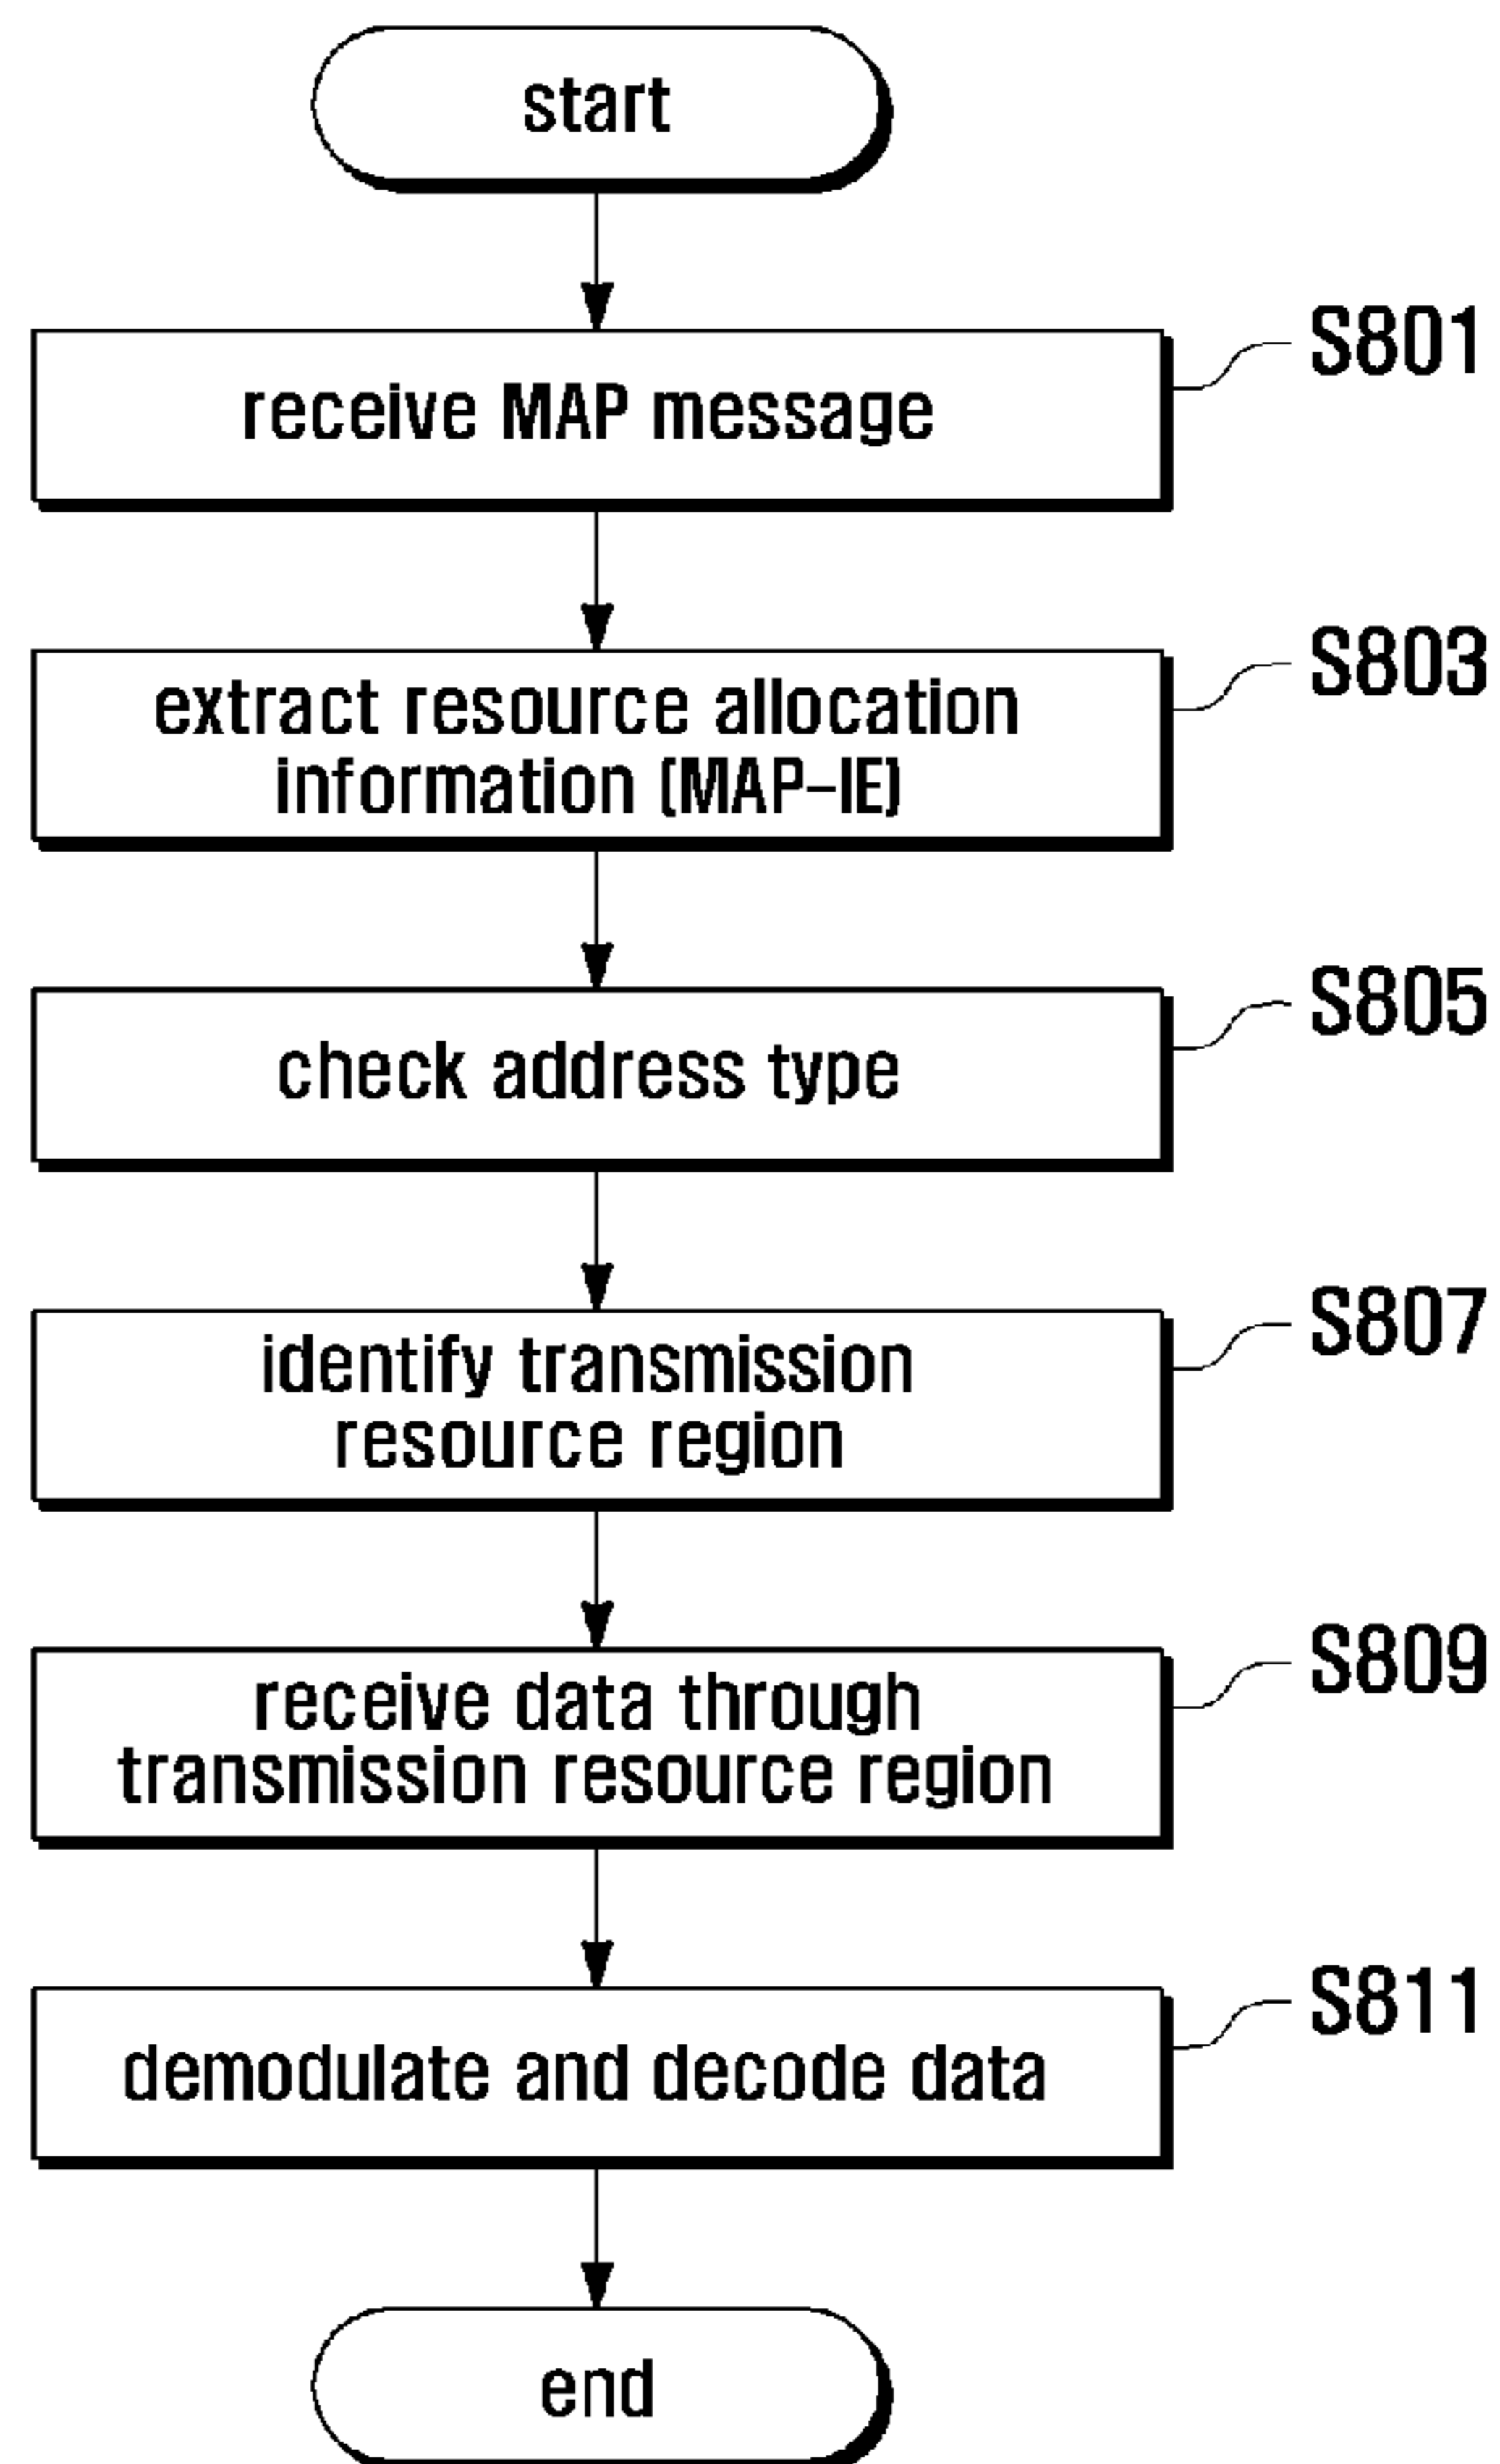 start
receive MAP message
S801
extract resource allocation
information (MAP-IE)
S803
check address type
S805
identify transmission
resource region
S807
receive data through
transmission resource region
S809
demodulate and decode data
S811
end